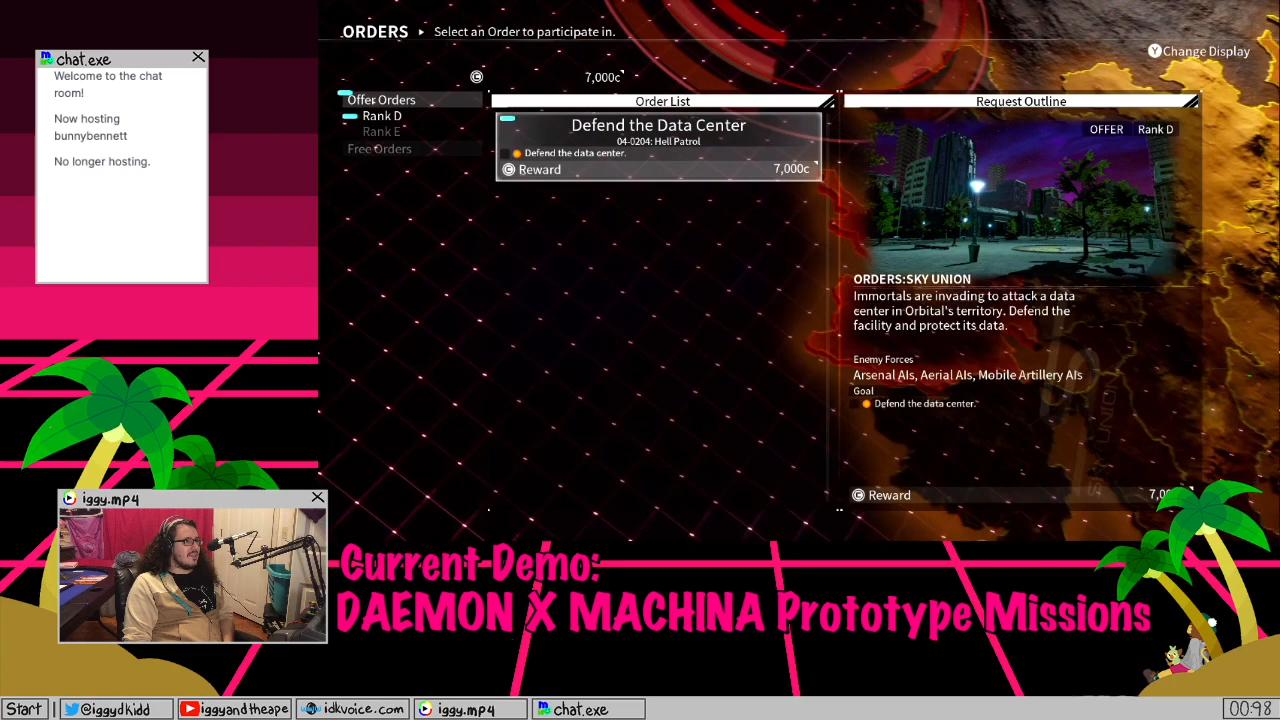 chat.exe
Welcome to the chat
room!
Now hosting
bunnybennett
No longer hosting.
ORDERS ▸ Select an Order to participate in.
Y Change Display
C 7,000c
Offer Orders
Rank D
Rank E
Free Orders
Order List
Defend the Data Center
04-0204: Hell Patrol
Defend the data center.
C Reward 7,000c
Request Outline
OFFER Rank D
ORDERS:SKY UNION
Immortals are invading to attack a data
center in Orbital's territory. Defend the
facility and protect its data.
Enemy Forces
Arsenal AIs, Aerial AIs, Mobile Artillery AIs
Goal
Defend the data center.
C Reward
iggy.mp4
Current Demo:
DAEMON X MACHINA Prototype Missions
Start | @iggydkidd iggyandtheape idkvoice.com iggy.mp4 chat.exe 00:98